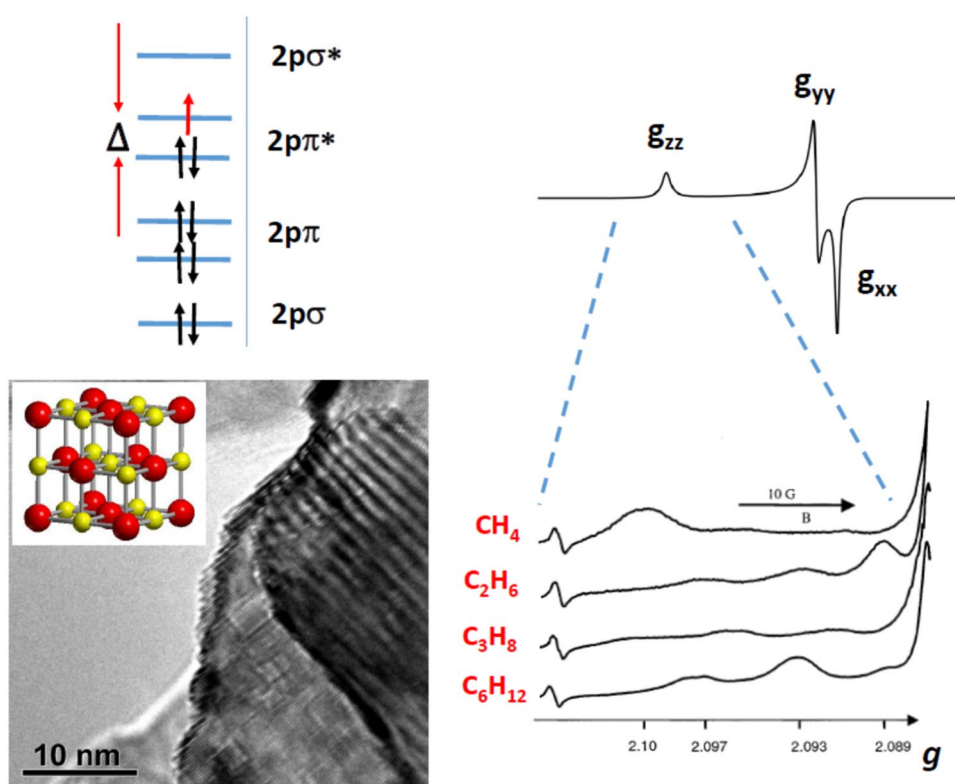 2pσ*
Δ
2pπ*
2pπ
2pσ
g_zz
g_yy
g_xx
10 nm
10 G
B
CH₄
C₂H₆
C₃H₈
C₆H₁₂
2.10 2.097 2.093 2.089 g